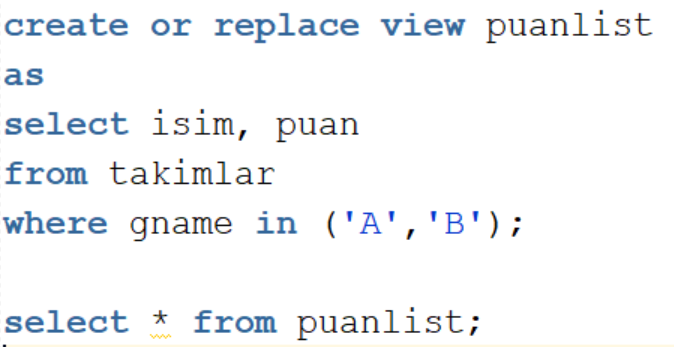 create or replace view puanlist
as
select isim, puan
from takimlar
where gname in ('A','B');
select * from puanlist;